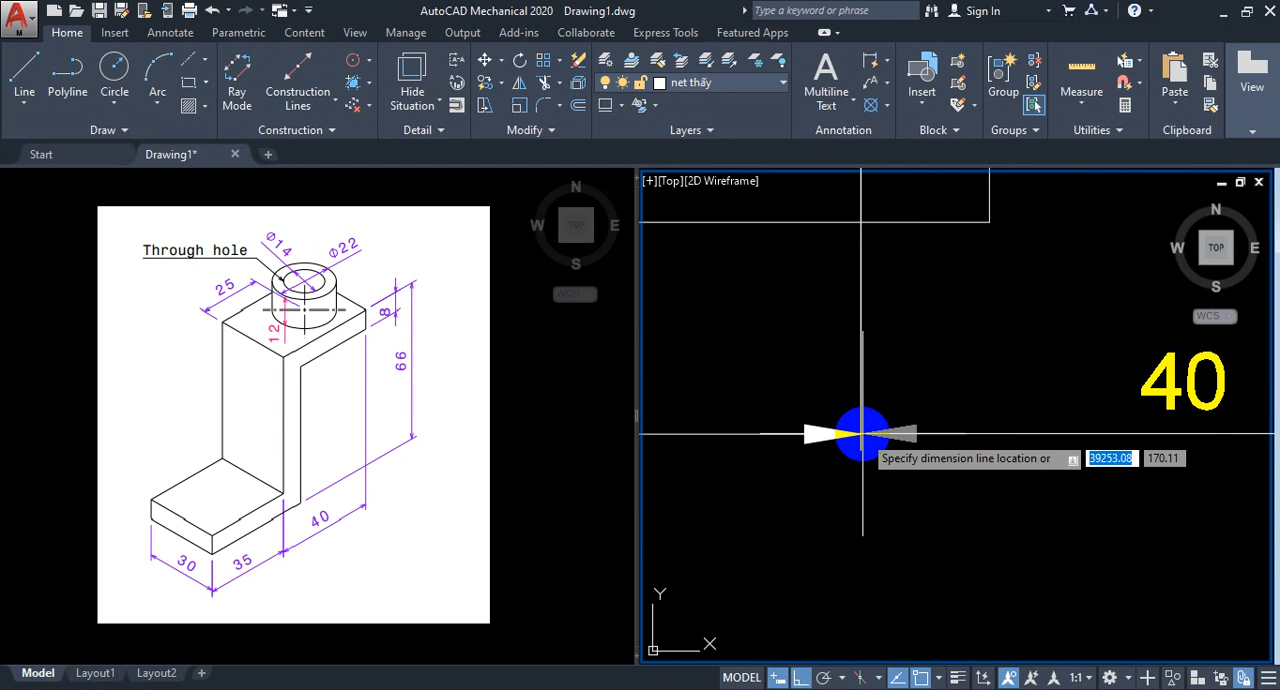 AutoCAD Mechanical 2020 Drawing1.dwg
Type a keyword or phrase
Sign In
Home Insert Annotate Parametric Content View Manage Output Add-ins Collaborate Express Tools Featured Apps
Line Polyline Circle Arc
Ray Mode
Construction Lines
Hide Situation
net thấy
Multiline Text
Insert
Group
Measure
Paste
View
Draw Construction Detail Modify Layers Annotation Block Groups Utilities Clipboard
Start Drawing1*
[+][Top][2D Wireframe]
N
W TOP E
S
WCS
N
W TOP E
S
WCS
Through hole
Ø14
Ø22
25
8
12
66
40
30
35
40
Specify dimension line location or 39253.08 170.11
Y
X
Model Layout1 Layout2
MODEL
1:1